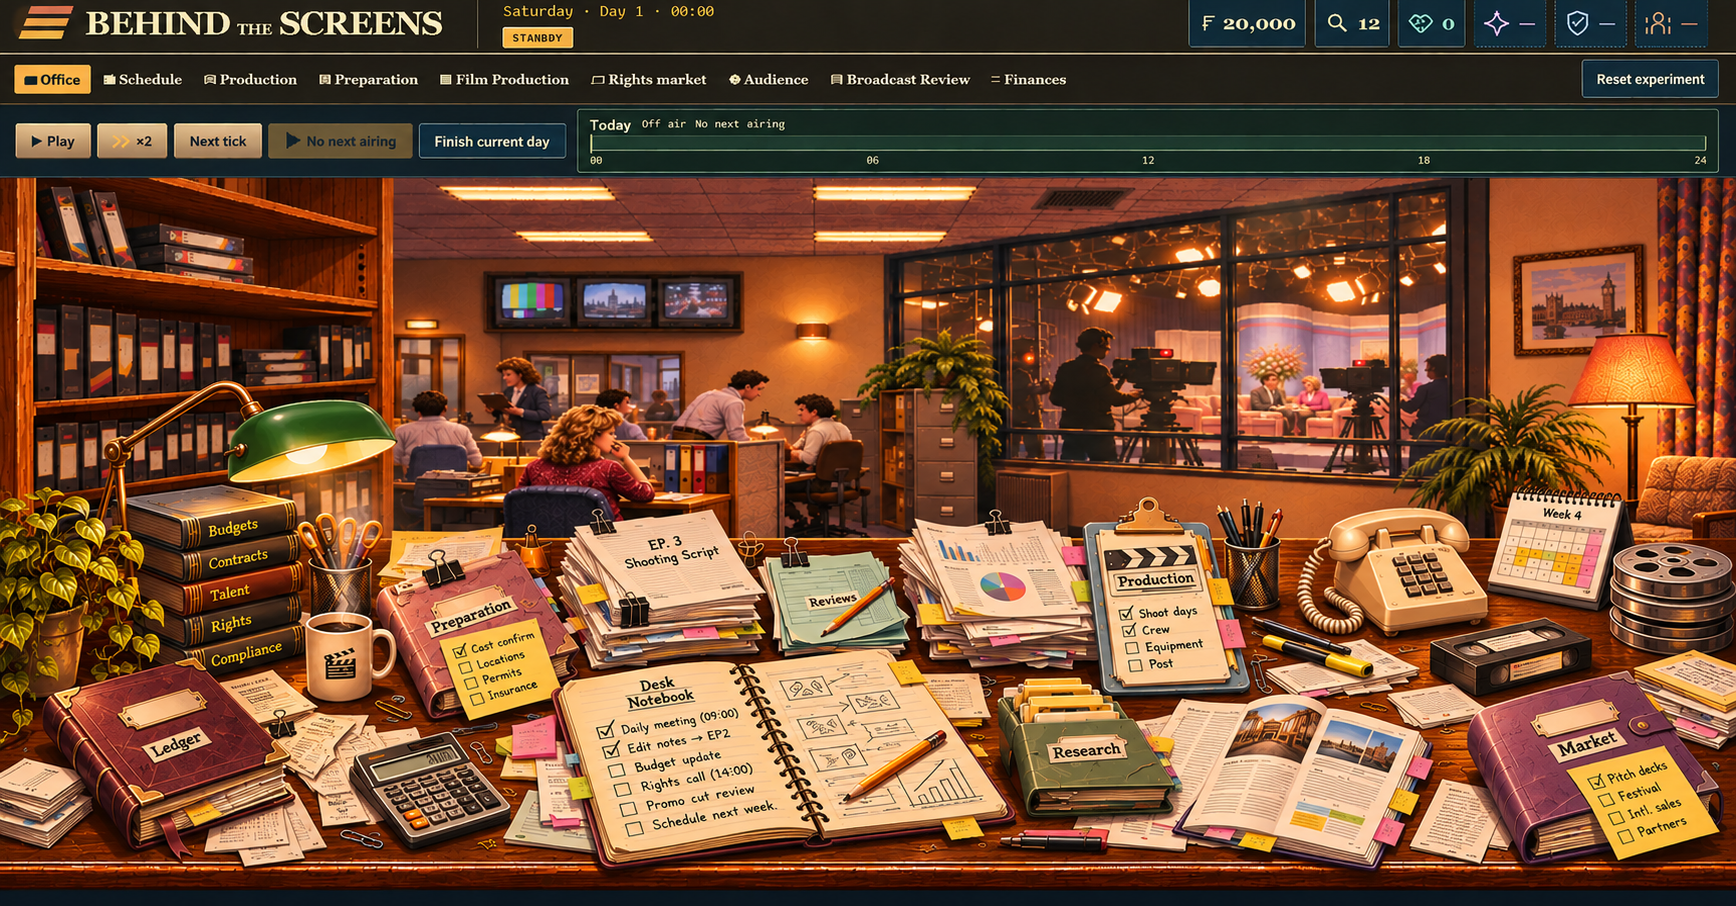 BEHIND THE SCREENS
Saturday · Day 1 · 00:00
STANDBY
₣ 20,000
12
0
—
—
—
Office
Schedule
Production
Preparation
Film Production
Rights market
Audience
Broadcast Review
Finances
Reset experiment
Play
×2
Next tick
No next airing
Finish current day
Today Off air No next airing
00 06 12 18 24
Budgets
Contracts
Talent
Rights
Compliance
Preparation
Cost confirm
Locations
Permits
Insurance
EP. 3
Shooting Script
Reviews
Production
Shoot days
Crew
Equipment
Post
Week 4
Ledger
Desk
Notebook
Daily meeting (09:00)
Edit notes → EP2
Budget update
Rights call (14:00)
Promo cut review
Schedule next week.
Research
Market
Pitch decks
Festival
Intl. sales
Partners